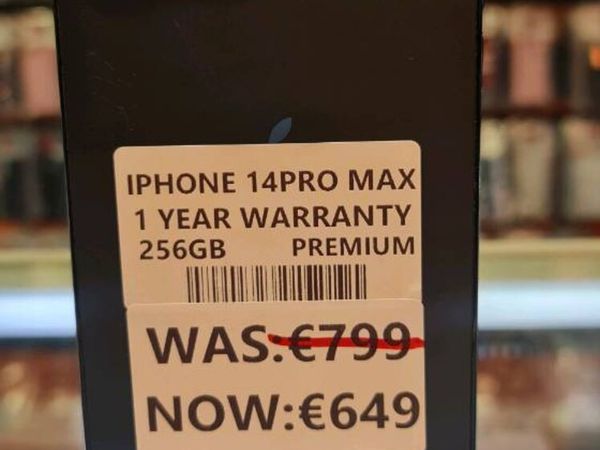 IPHONE 14PRO MAX
1 YEAR WARRANTY
256GB PREMIUM
WAS:€799
NOW:€649